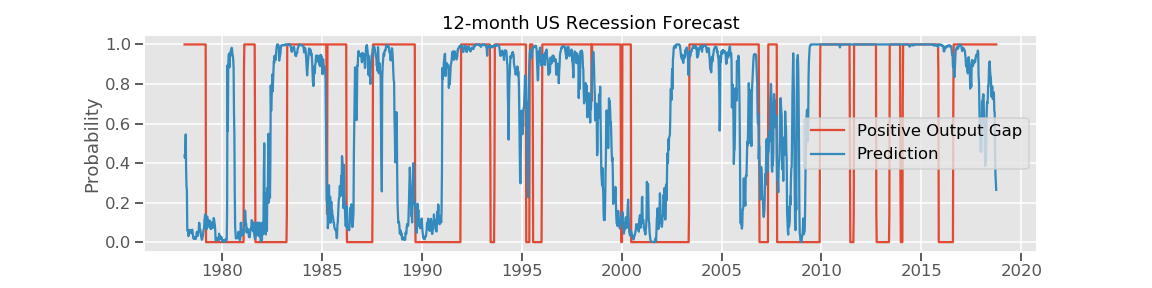 12-month US Recession Forecast
1.0
0.8
0.6
0.4
0.2
0.0
Probability
Positive Output Gap
Prediction
1980 1985 1990 1995 2000 2005 2010 2015 2020